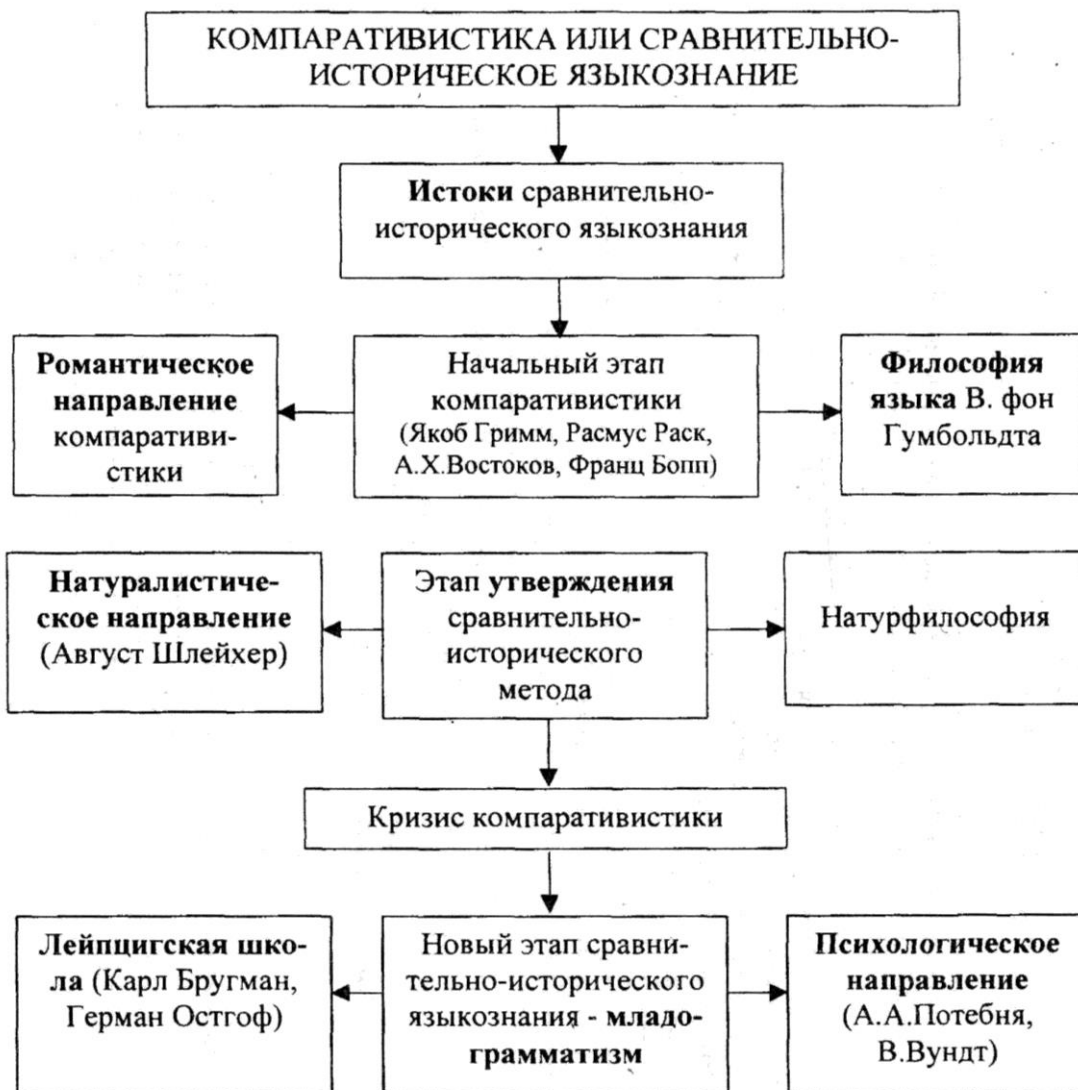 КОМПАРАТИВИСТИКА ИЛИ СРАВНИТЕЛЬНО-
ИСТОРИЧЕСКОЕ ЯЗЫКОЗНАНИЕ
Истоки сравнительно-
исторического языкознания
Романтическое
направление
компаративи-
стики
Начальный этап
компаративистики
(Якоб Гримм, Расмус Раск,
А.Х.Востоков, Франц Бопп)
Философия
языка В. фон
Гумбольдта
Натуралистиче-
ское направление
(Август Шлейхер)
Этап утверждения
сравнительно-
исторического
метода
Натурфилософия
Кризис компаративистики
Лейпцигская шко-
ла (Карл Бругман,
Герман Остгоф)
Новый этап сравни-
тельно-исторического
языкознания - младо-
грамматизм
Психологическое
направление
(А.А.Потебня,
В.Вундт)